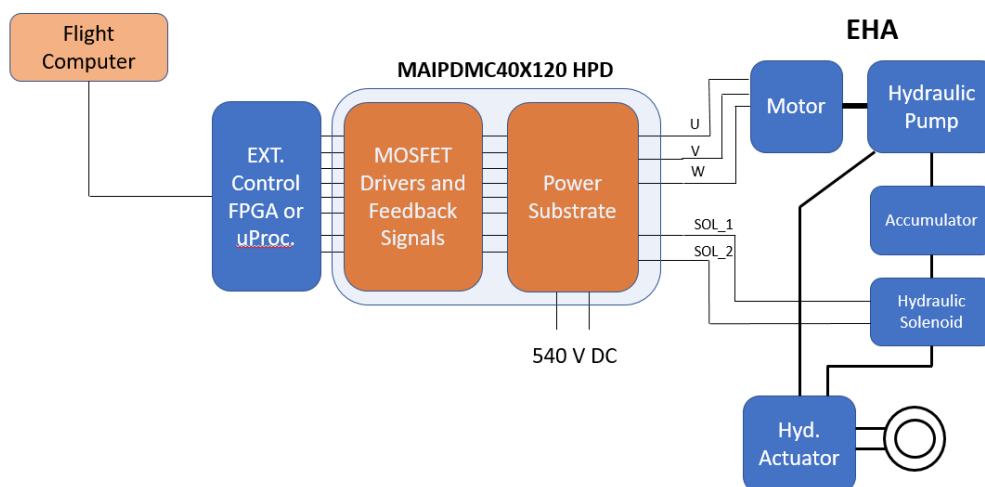 Flight
Computer
EHA
MAIPDMC40X120 HPD
EXT.
Control
FPGA or
uProc.
MOSFET
Drivers and
Feedback
Signals
Power
Substrate
U
V
W
SOL_1
SOL_2
540 V DC
Motor
Hydraulic
Pump
Accumulator
Hydraulic
Solenoid
Hyd.
Actuator